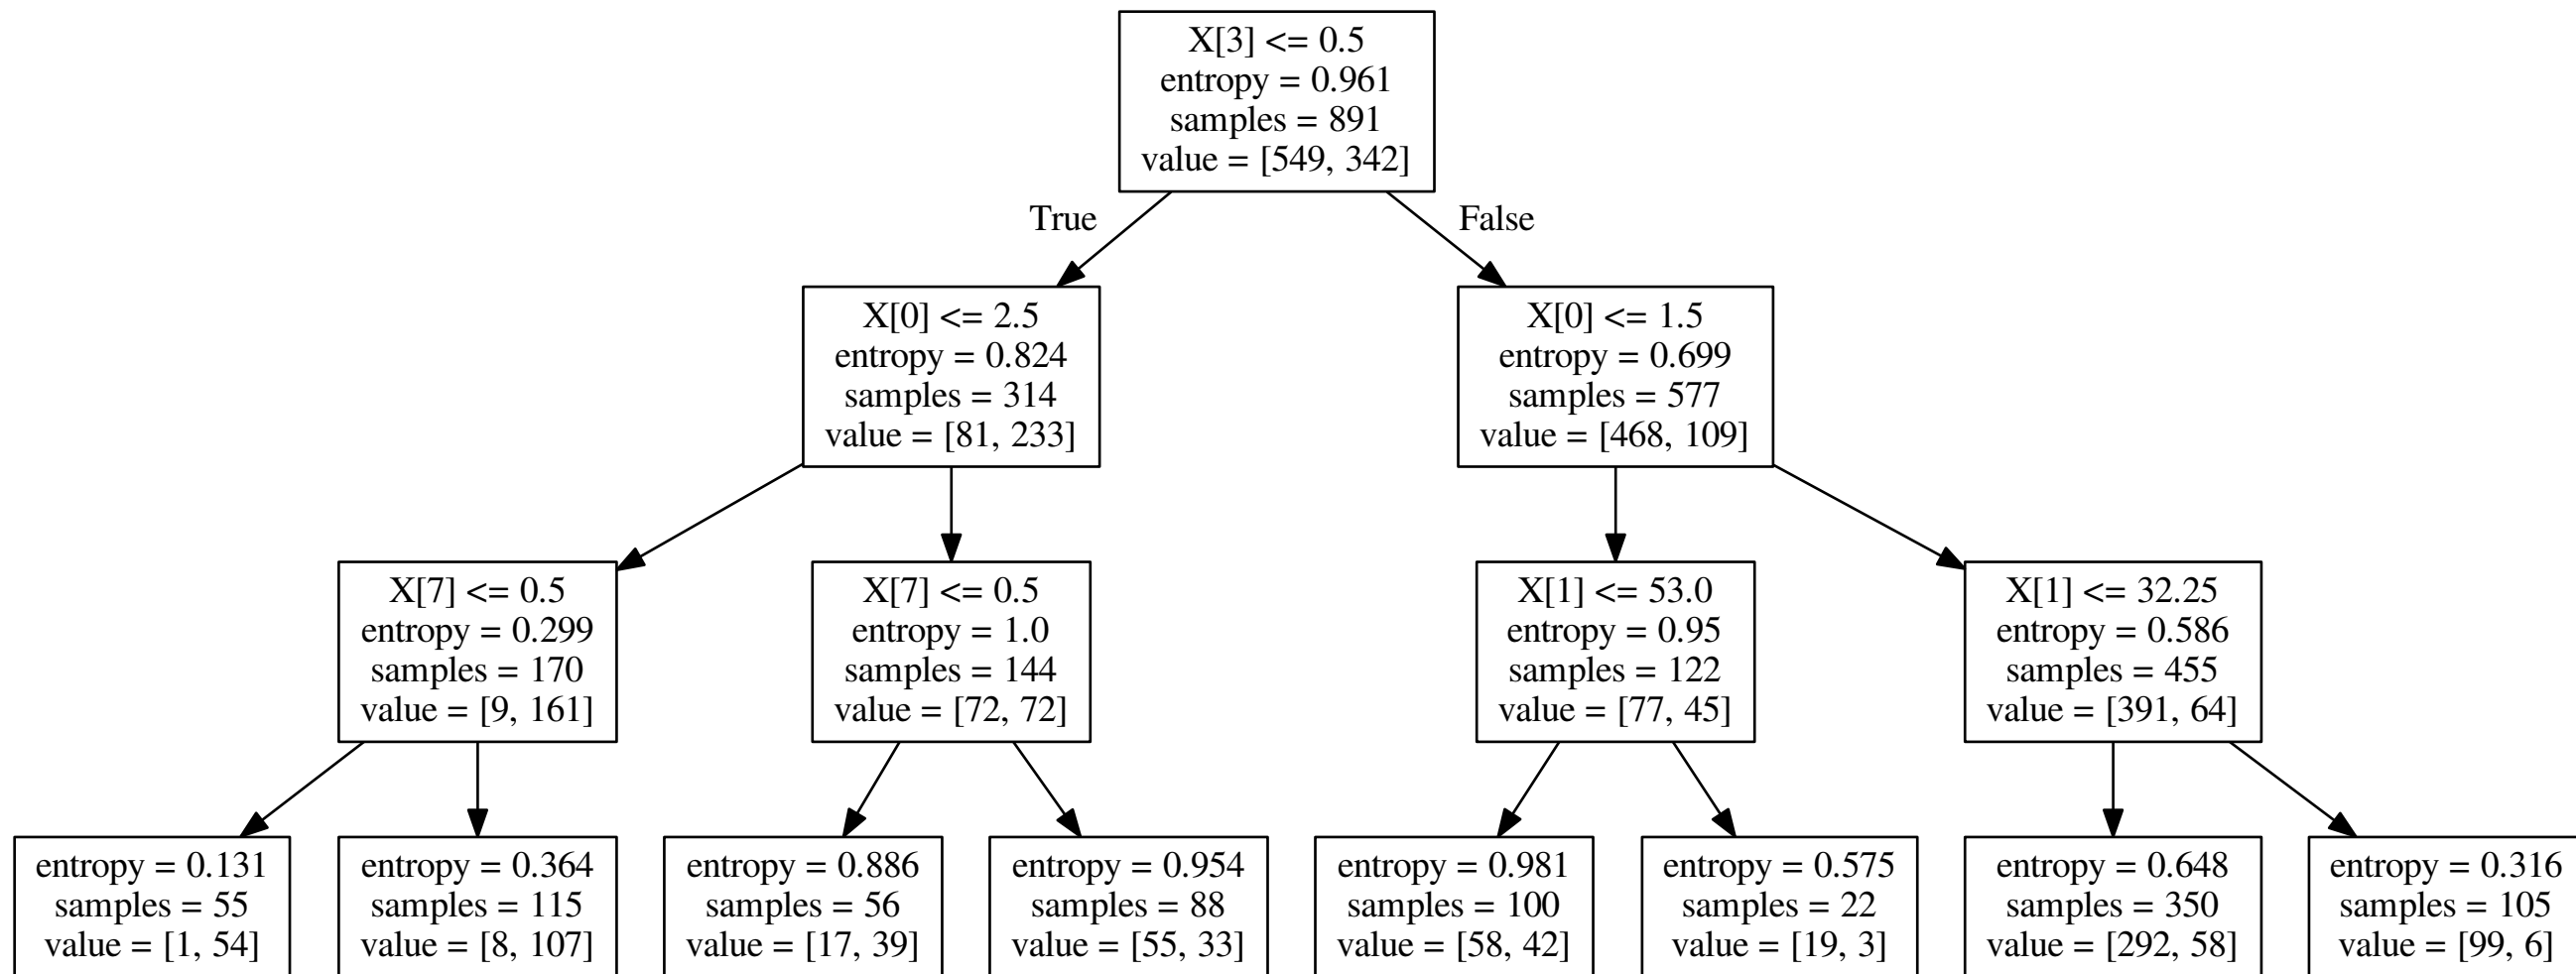 X[3] <= 0.5
entropy = 0.961
samples = 891
value = [549, 342]
True
False
X[0] <= 2.5
entropy = 0.824
samples = 314
value = [81, 233]
X[0] <= 1.5
entropy = 0.699
samples = 577
value = [468, 109]
X[7] <= 0.5
entropy = 0.299
samples = 170
value = [9, 161]
X[7] <= 0.5
entropy = 1.0
samples = 144
value = [72, 72]
X[1] <= 53.0
entropy = 0.95
samples = 122
value = [77, 45]
X[1] <= 32.25
entropy = 0.586
samples = 455
value = [391, 64]
entropy = 0.131
samples = 55
value = [1, 54]
entropy = 0.364
samples = 115
value = [8, 107]
entropy = 0.886
samples = 56
value = [17, 39]
entropy = 0.954
samples = 88
value = [55, 33]
entropy = 0.981
samples = 100
value = [58, 42]
entropy = 0.575
samples = 22
value = [19, 3]
entropy = 0.648
samples = 350
value = [292, 58]
entropy = 0.316
samples = 105
value = [99, 6]